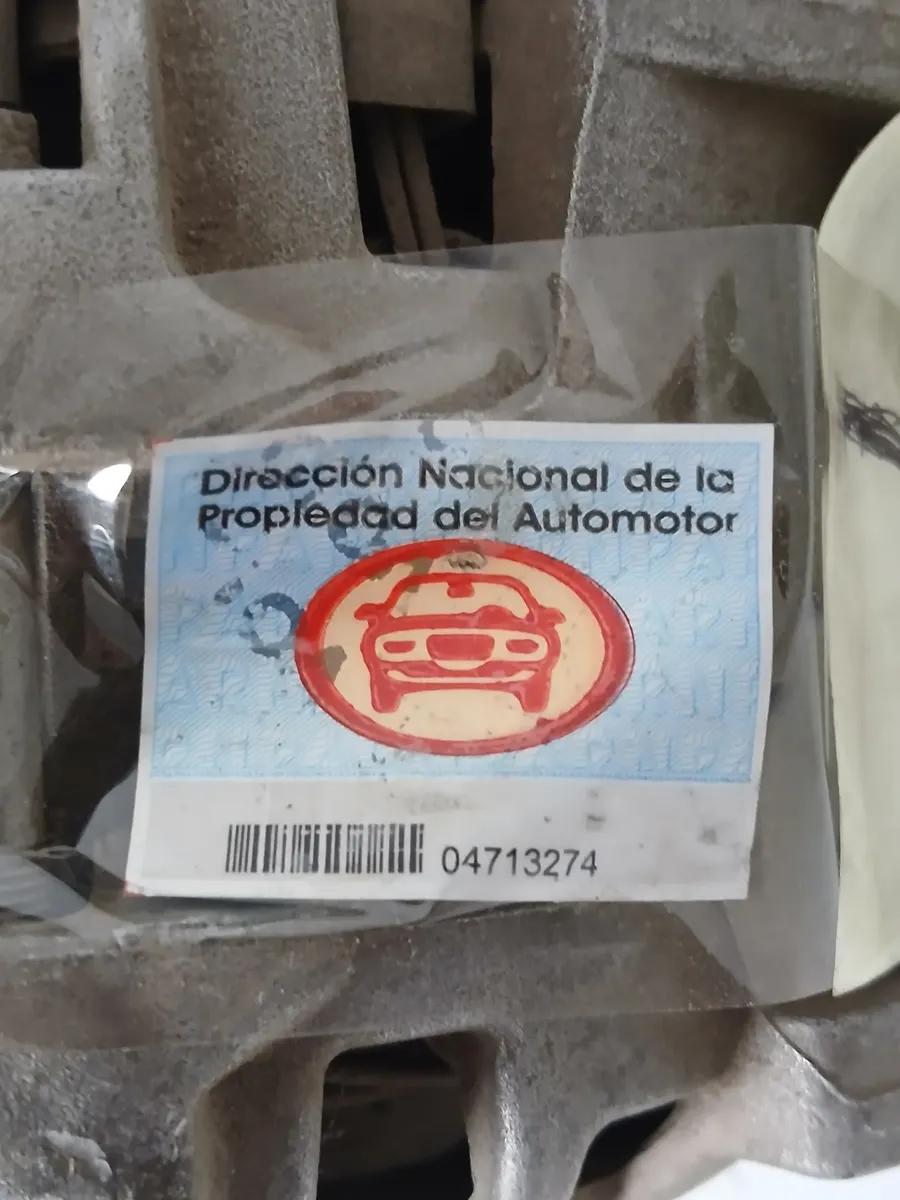 Dirección Nacional de la
Propiedad del Automotor
04713274